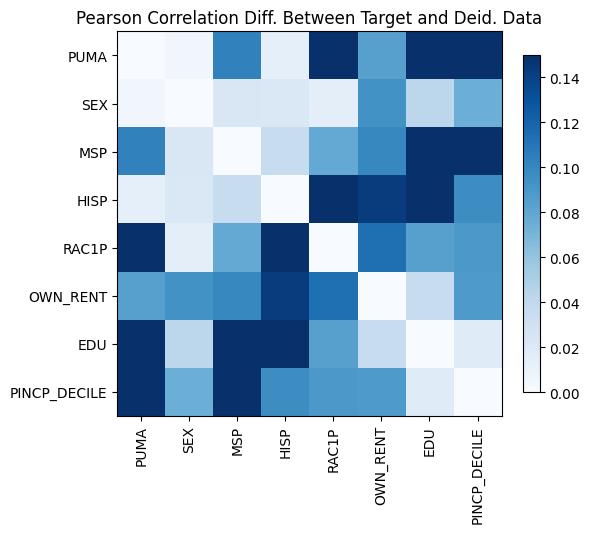 Pearson Correlation Diff. Between Target and Deid. Data
PUMA
SEX
MSP
HISP
RAC1P
OWN_RENT
EDU
PINCP_DECILE
PUMA
SEX
MSP
HISP
RAC1P
OWN_RENT
EDU
PINCP_DECILE
0.14
0.12
0.10
0.08
0.06
0.04
0.02
0.00